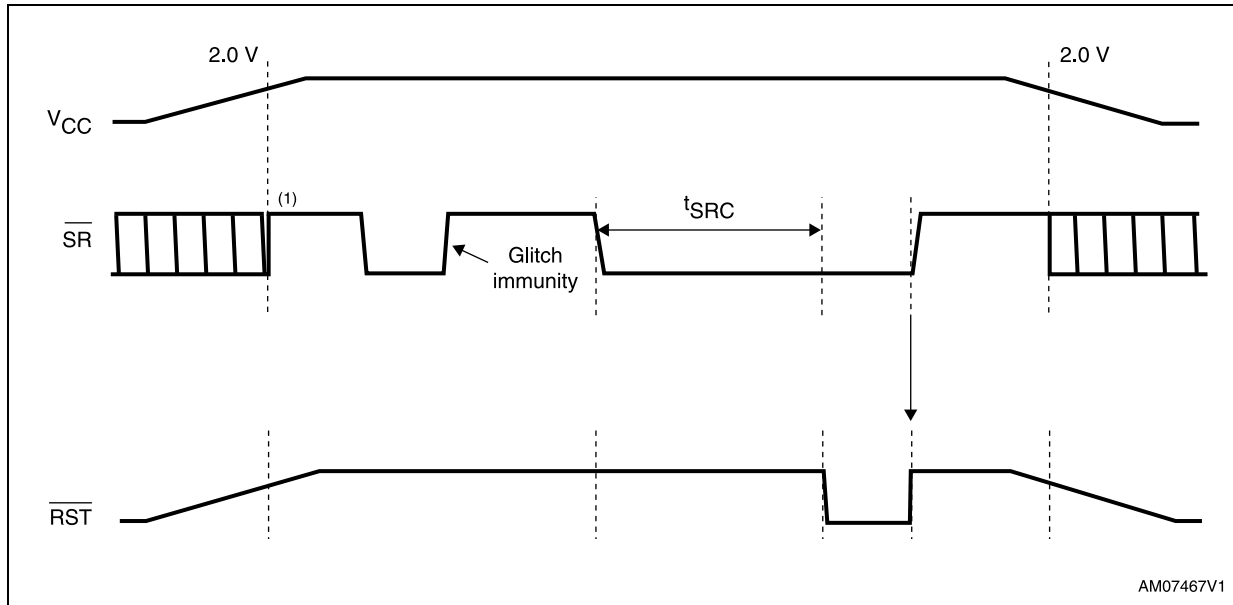 2.0 V
2.0 V
VCC
(1)
SR
tSRC
Glitch
immunity
RST
AM07467V1